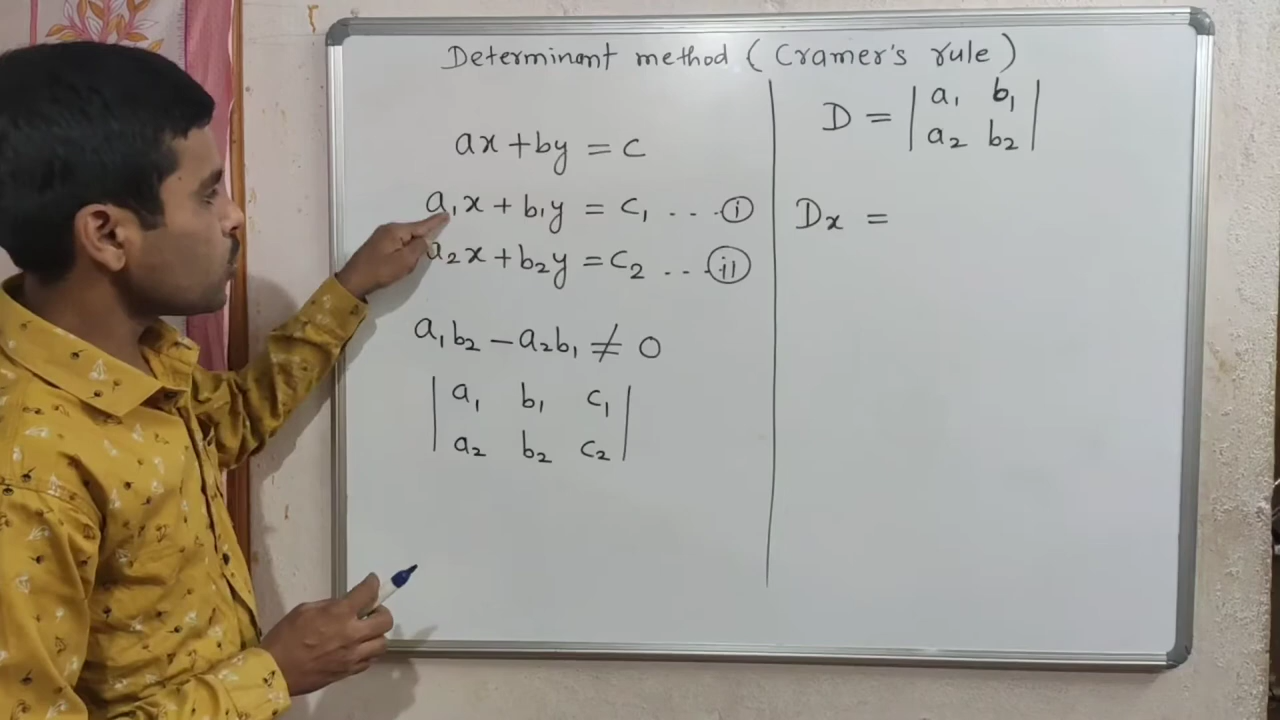 Determinant method (Cramer's rule)
ax + by = c
a₁x + b₁y = c₁ - - - ⓘ
a₂x + b₂y = c₂ - - - ⓘⓘ
a₁b₂ - a₂b₁ ≠ 0
| a₁ b₁ c₁ |
| a₂ b₂ c₂ |
D = | a₁ b₁ |
| a₂ b₂ |
Dx =